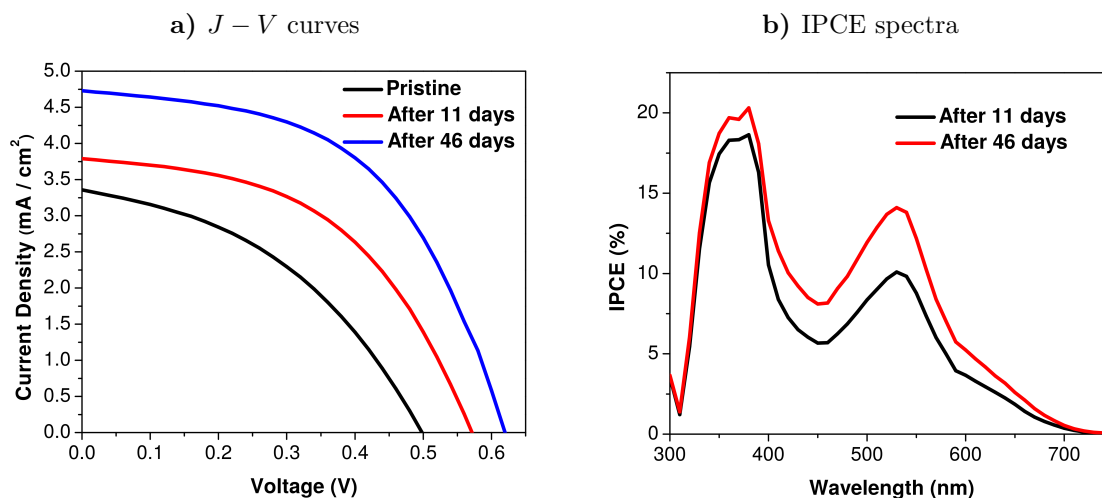 a) J − V curves
b) IPCE spectra
5.0
4.5
4.0
3.5
3.0
2.5
2.0
1.5
1.0
0.5
0.0
Current Density (mA / cm²)
Pristine
After 11 days
After 46 days
0.0 0.1 0.2 0.3 0.4 0.5 0.6
Voltage (V)
20
15
10
5
0
IPCE (%)
After 11 days
After 46 days
300 400 500 600 700
Wavelength (nm)